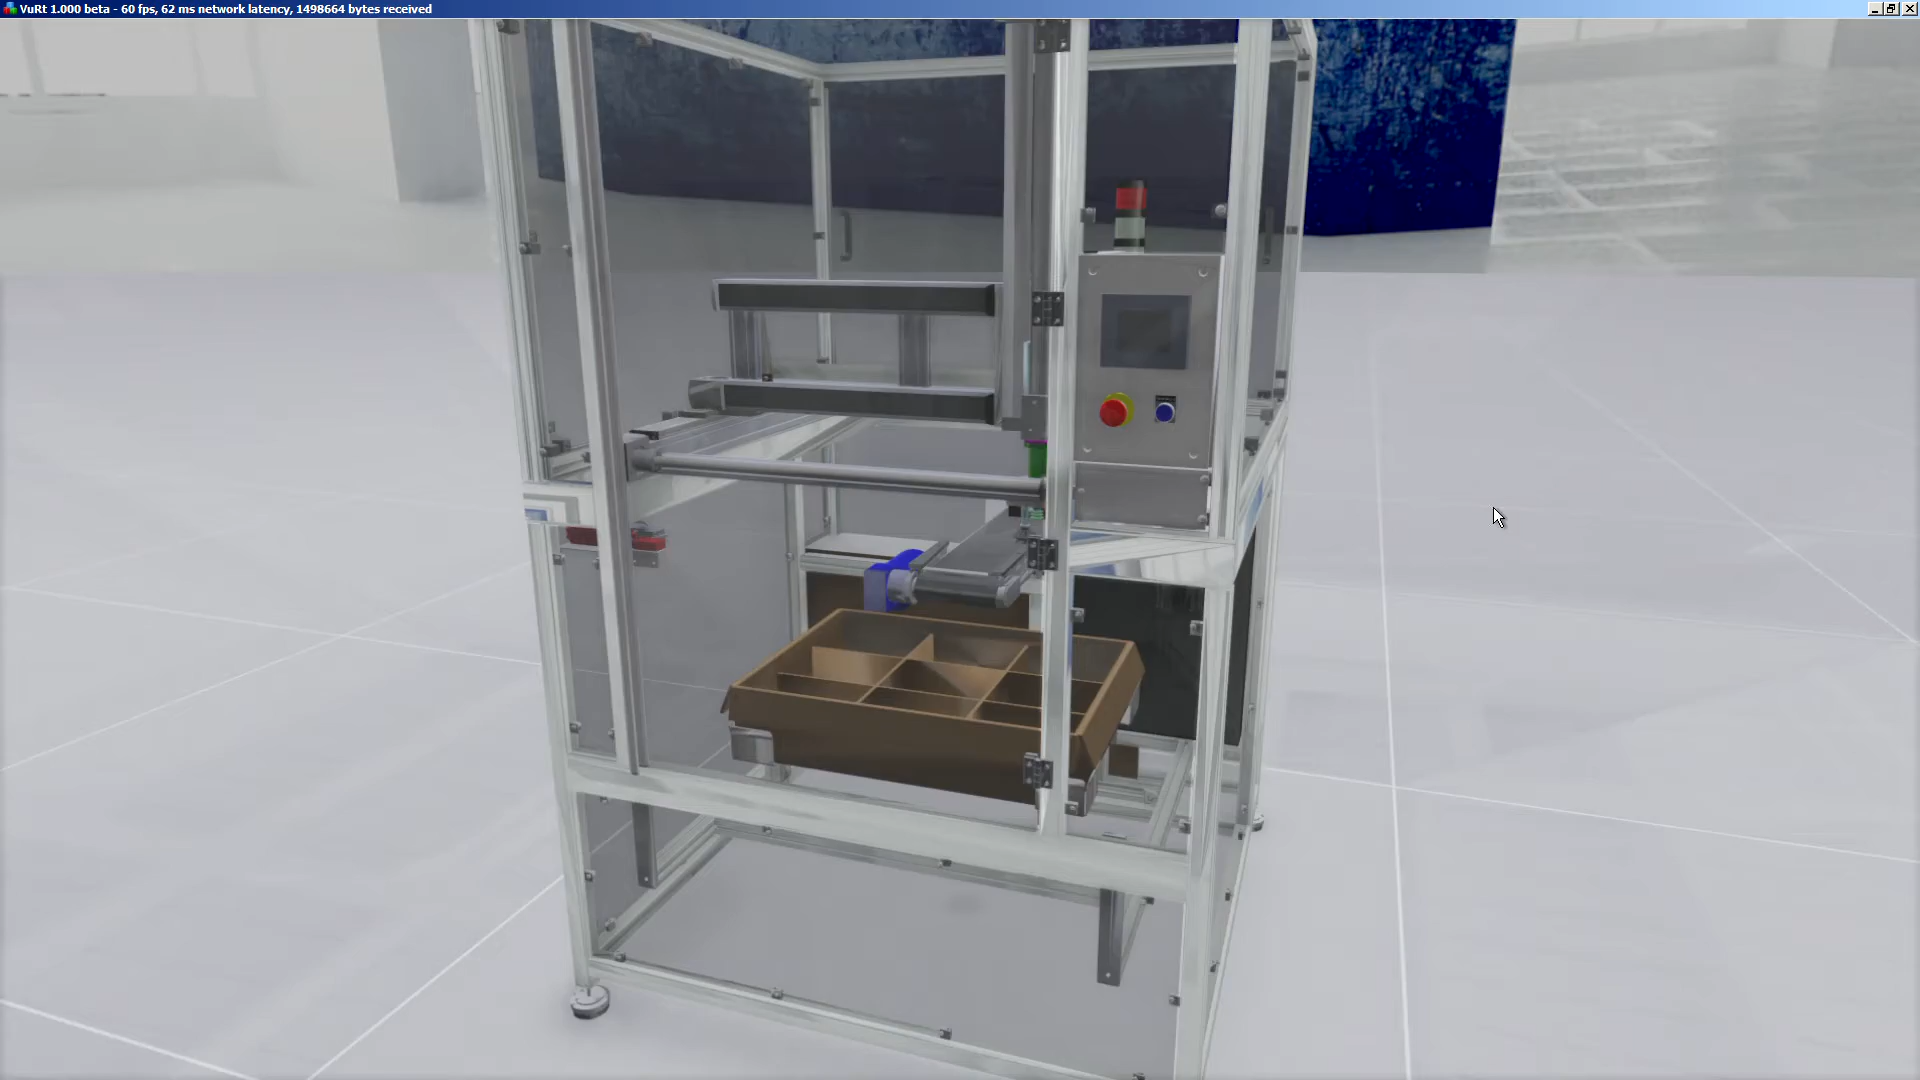 VuRt 1.000 beta - 60 fps, 62 ms network latency, 1498664 bytes received